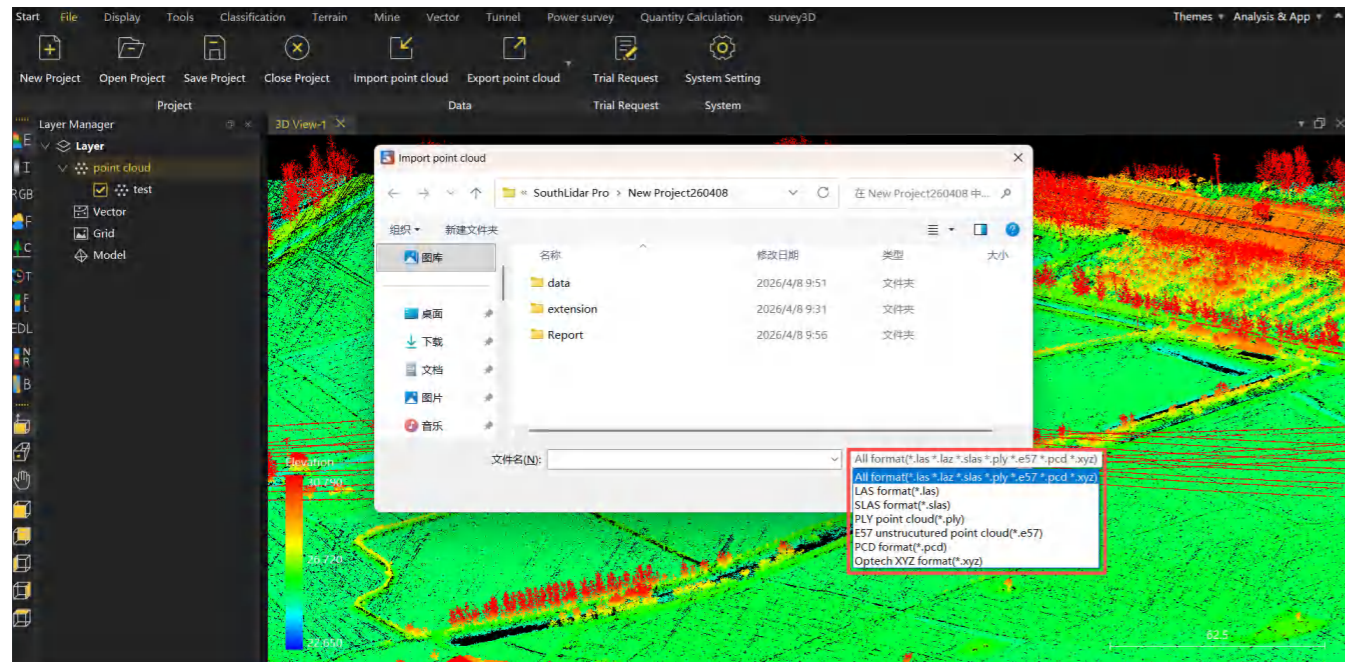 Start File Display Tools Classification Terrain Mine Vector Tunnel Power survey Quantity Calculation survey3D Themes Analysis & App
New Project Open Project Save Project Close Project Import point cloud Export point cloud Trial Request System Setting
Project Data Trial Request System
Layer Manager
3D View-1
E
Layer
I
point cloud
RGB
test
F
Vector
C
Grid
T
Model
F
L
EDL
N
R
B
Import point cloud
« SouthLidar Pro > New Project260408
在 New Project260408 中...
组织 新建文件夹
图库
名称 修改日期 类型 大小
data 2026/4/8 9:51 文件夹
extension 2026/4/8 9:31 文件夹
Report 2026/4/8 9:56 文件夹
桌面
下载
文档
图片
音乐
文件名(N):
All format(*.las *.laz *.slas *.ply *.e57 *.pcd *.xyz)
All format(*.las *.laz *.slas *.ply *.e57 *.pcd *.xyz)
LAS format(*.las)
SLAS format(*.slas)
PLY point cloud(*.ply)
E57 unstrucutured point cloud(*.e57)
PCD format(*.pcd)
Optech XYZ format(*.xyz)
Elevation
30.790
26.720
22.650
62.5